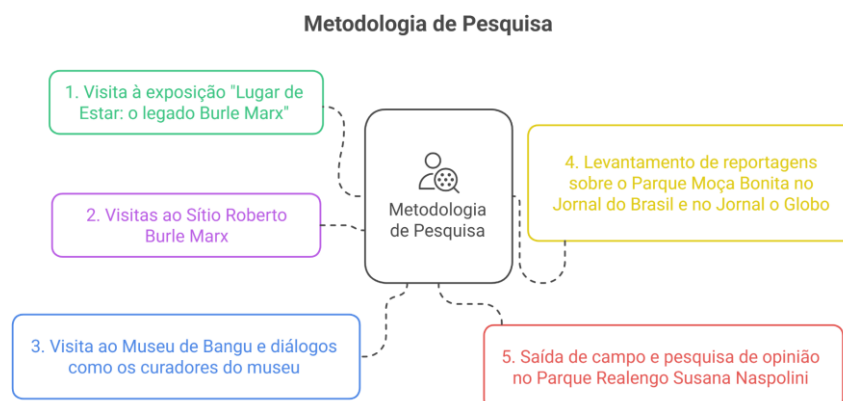 Metodologia de Pesquisa
1. Visita à exposição "Lugar de
Estar: o legado Burle Marx"
2. Visitas ao Sítio Roberto
Burle Marx
3. Visita ao Museu de Bangu e diálogos
como os curadores do museu
Metodologia
de Pesquisa
4. Levantamento de reportagens
sobre o Parque Moça Bonita no
Jornal do Brasil e no Jornal o Globo
5. Saída de campo e pesquisa de opinião
no Parque Realengo Susana Naspolini